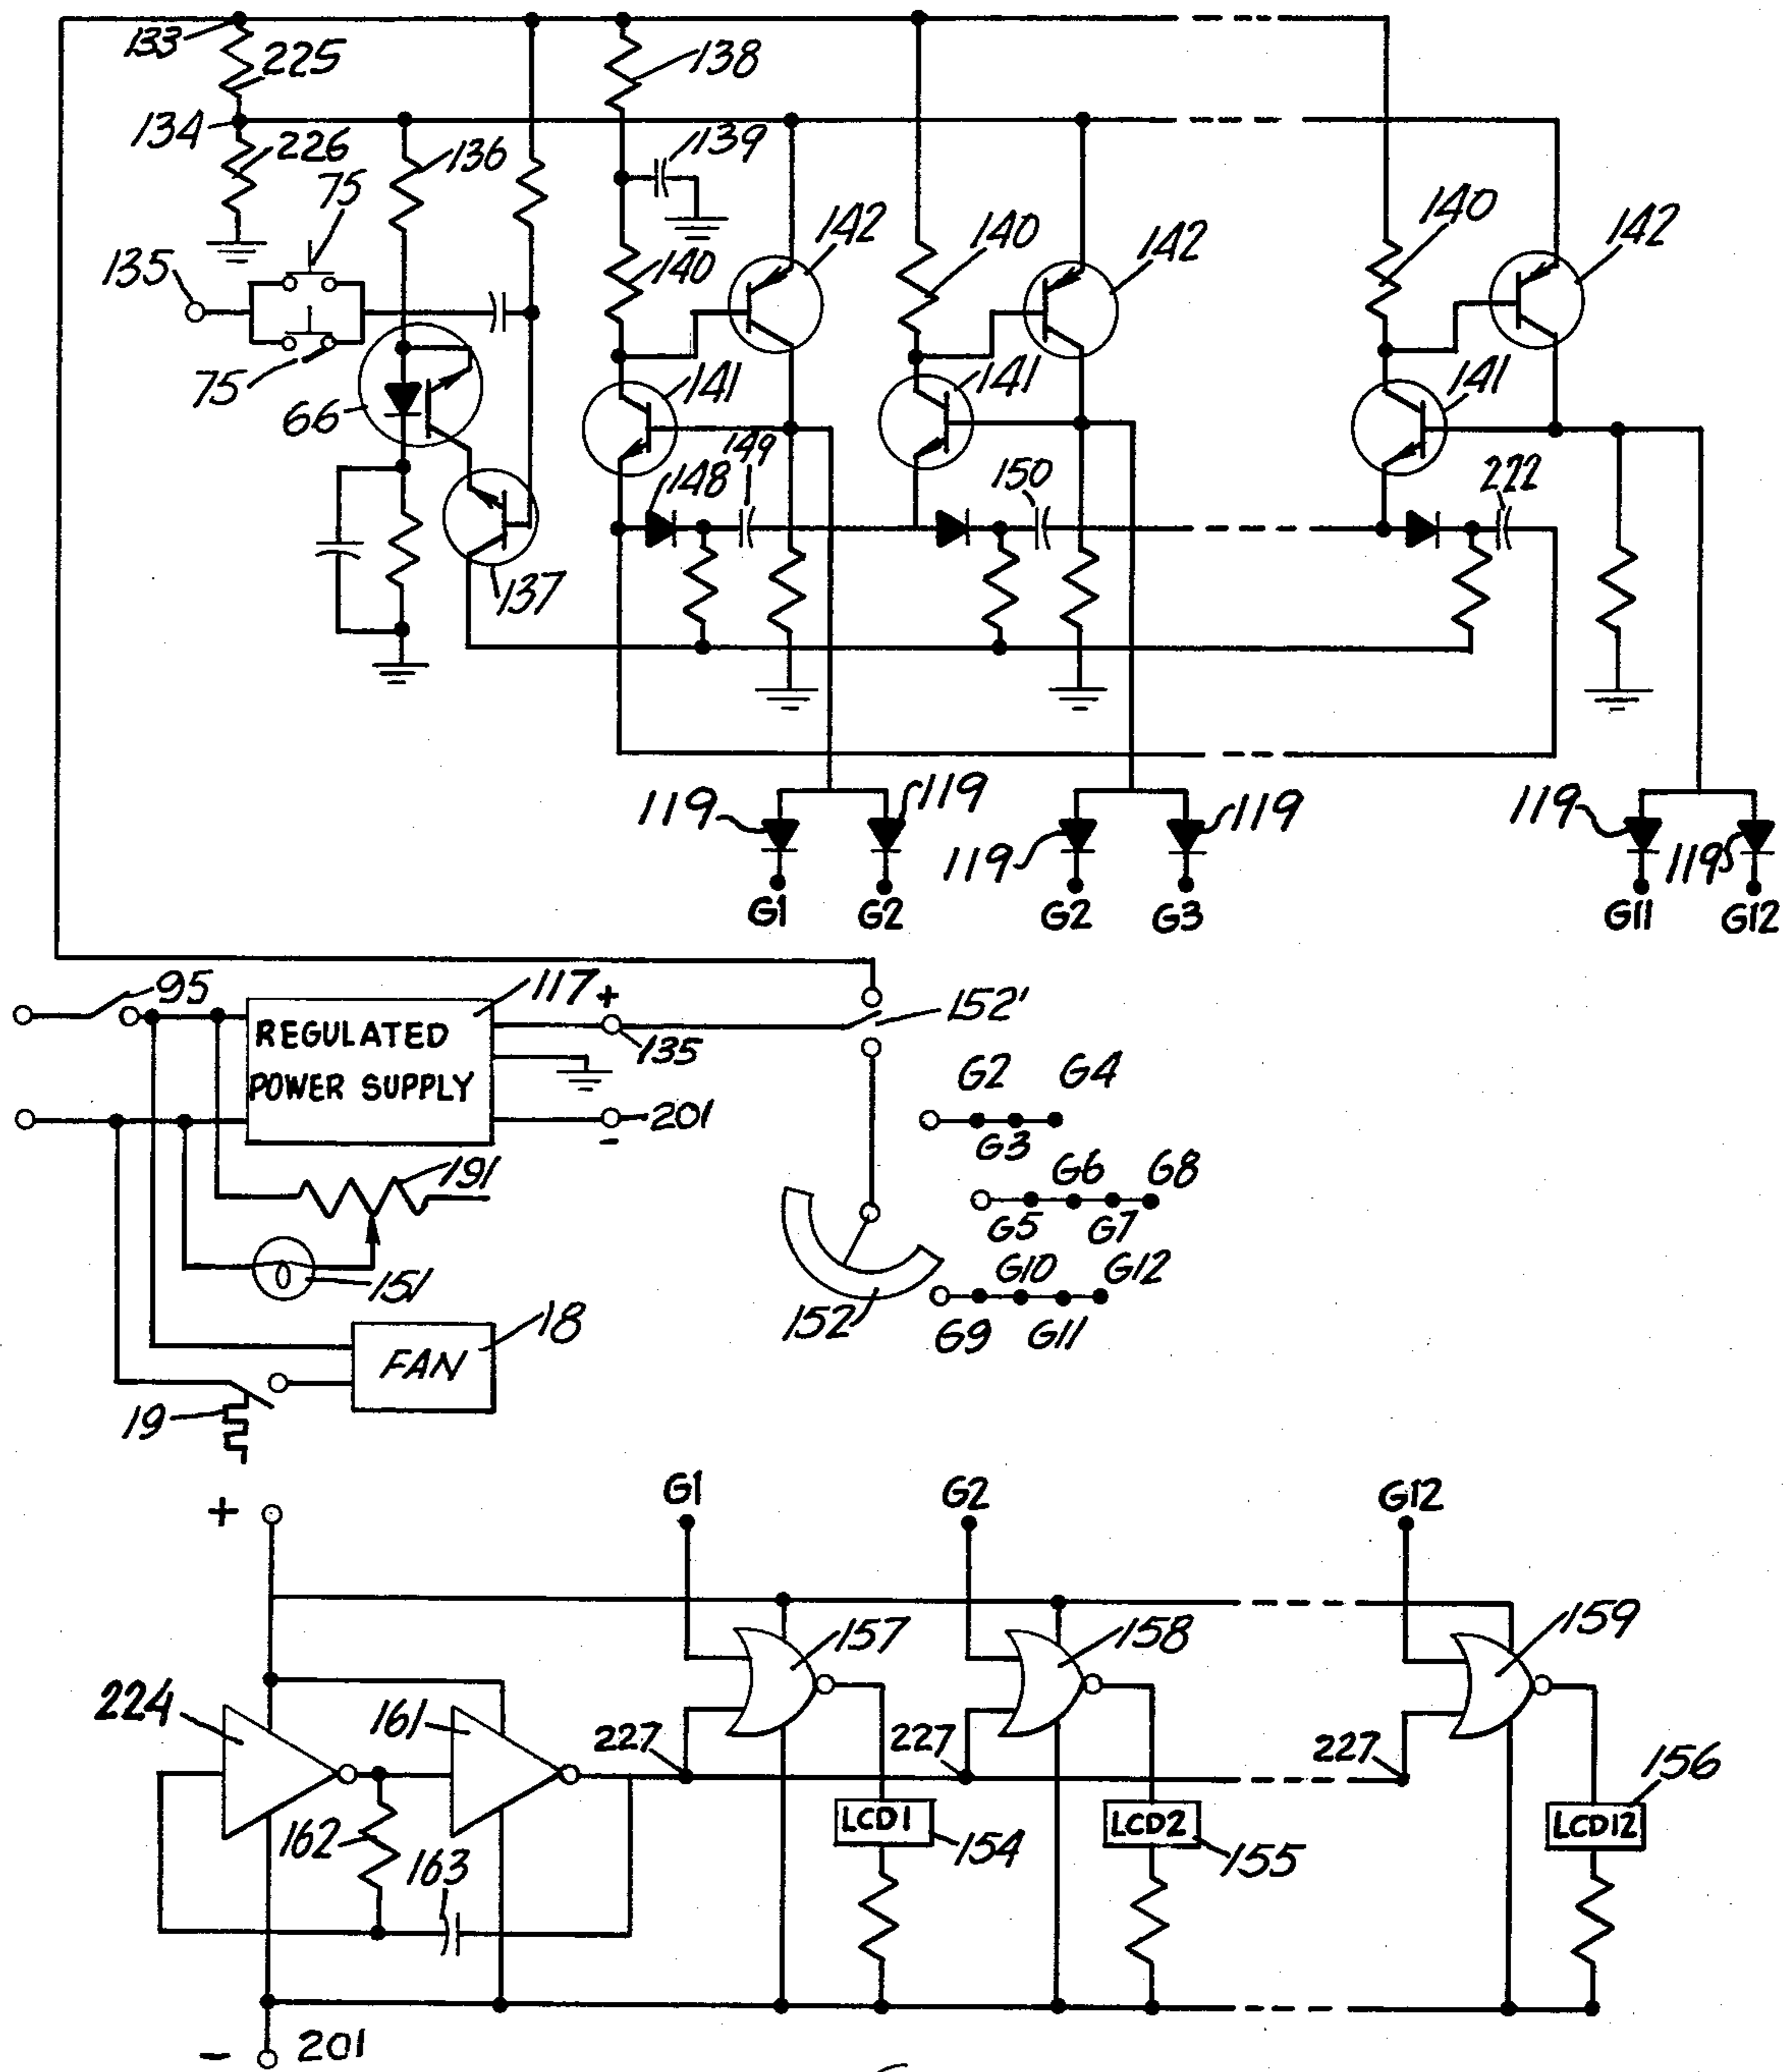 133
225
138
134
226
136
139
75
142
140
142
140
142
135
140
75
66
141
141
141
148
149
150
222
137
119
119
119
119
119
119
G1
G2
G2
G3
G11
G12
95
117
+
152'
REGULATED
POWER SUPPLY
135
G2
G4
201
-
G3
191
G6
G8
G5
G7
151
G10
G12
152
18
G9
G11
FAN
19
+
G1
G2
G12
157
158
159
224
161
227
227
227
156
162
163
LCD1
154
LCD2
155
LCD12
- 201